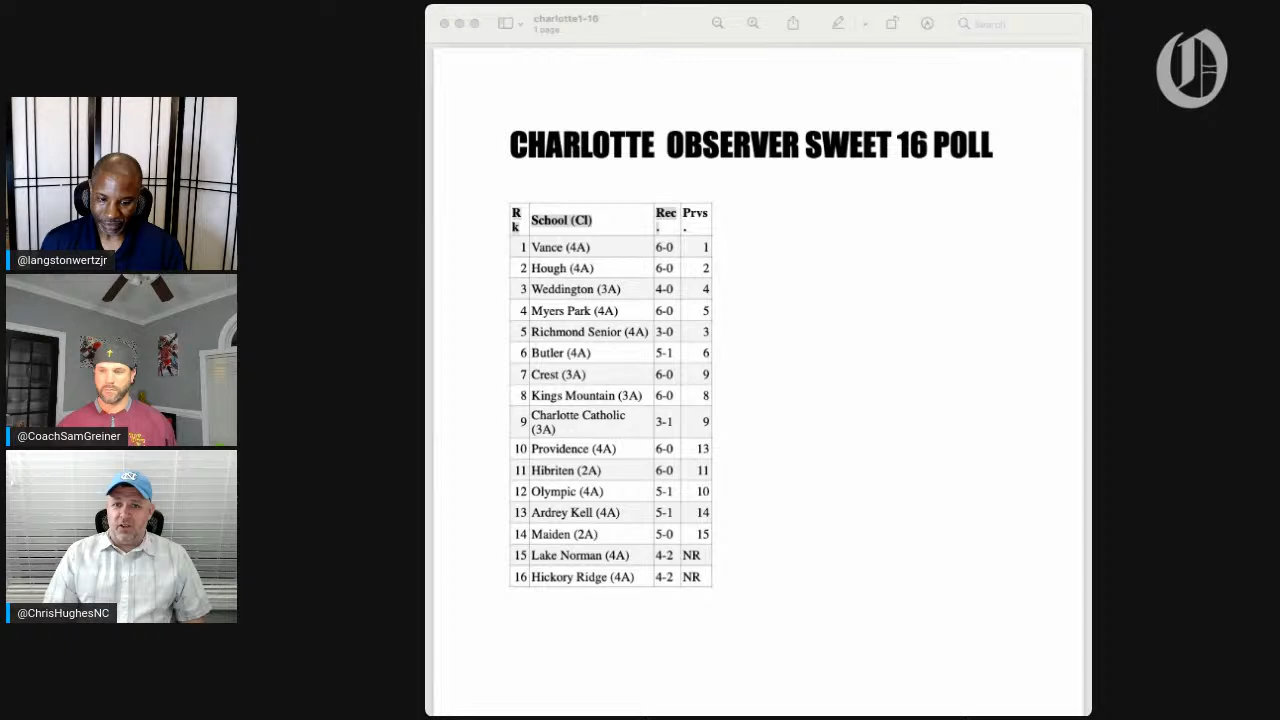 charlotte1-16
1 page
Search
CHARLOTTE OBSERVER SWEET 16 POLL
R k School (Cl) Rec . Prvs .
1 Vance (4A) 6-0 1
2 Hough (4A) 6-0 2
3 Weddington (3A) 4-0 4
4 Myers Park (4A) 6-0 5
5 Richmond Senior (4A) 3-0 3
6 Butler (4A) 5-1 6
7 Crest (3A) 6-0 9
8 Kings Mountain (3A) 6-0 8
9 Charlotte Catholic (3A) 3-1 9
10 Providence (4A) 6-0 13
11 Hibriten (2A) 6-0 11
12 Olympic (4A) 5-1 10
13 Ardrey Kell (4A) 5-1 14
14 Maiden (2A) 5-0 15
15 Lake Norman (4A) 4-2 NR
16 Hickory Ridge (4A) 4-2 NR
@langstonwertzjr
@CoachSamGreiner
@ChrisHughesNC
O